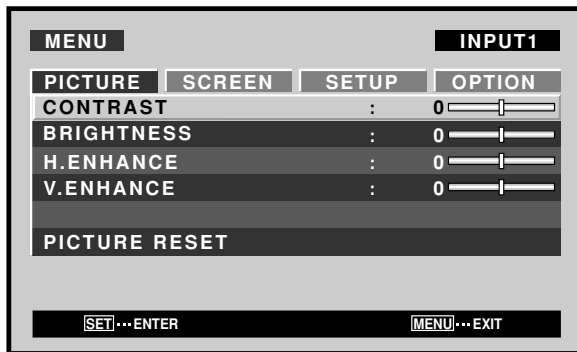 MENU INPUT1
PICTURE SCREEN SETUP OPTION
CONTRAST : 0
BRIGHTNESS : 0
H.ENHANCE : 0
V.ENHANCE : 0
PICTURE RESET
SET···ENTER MENU···EXIT